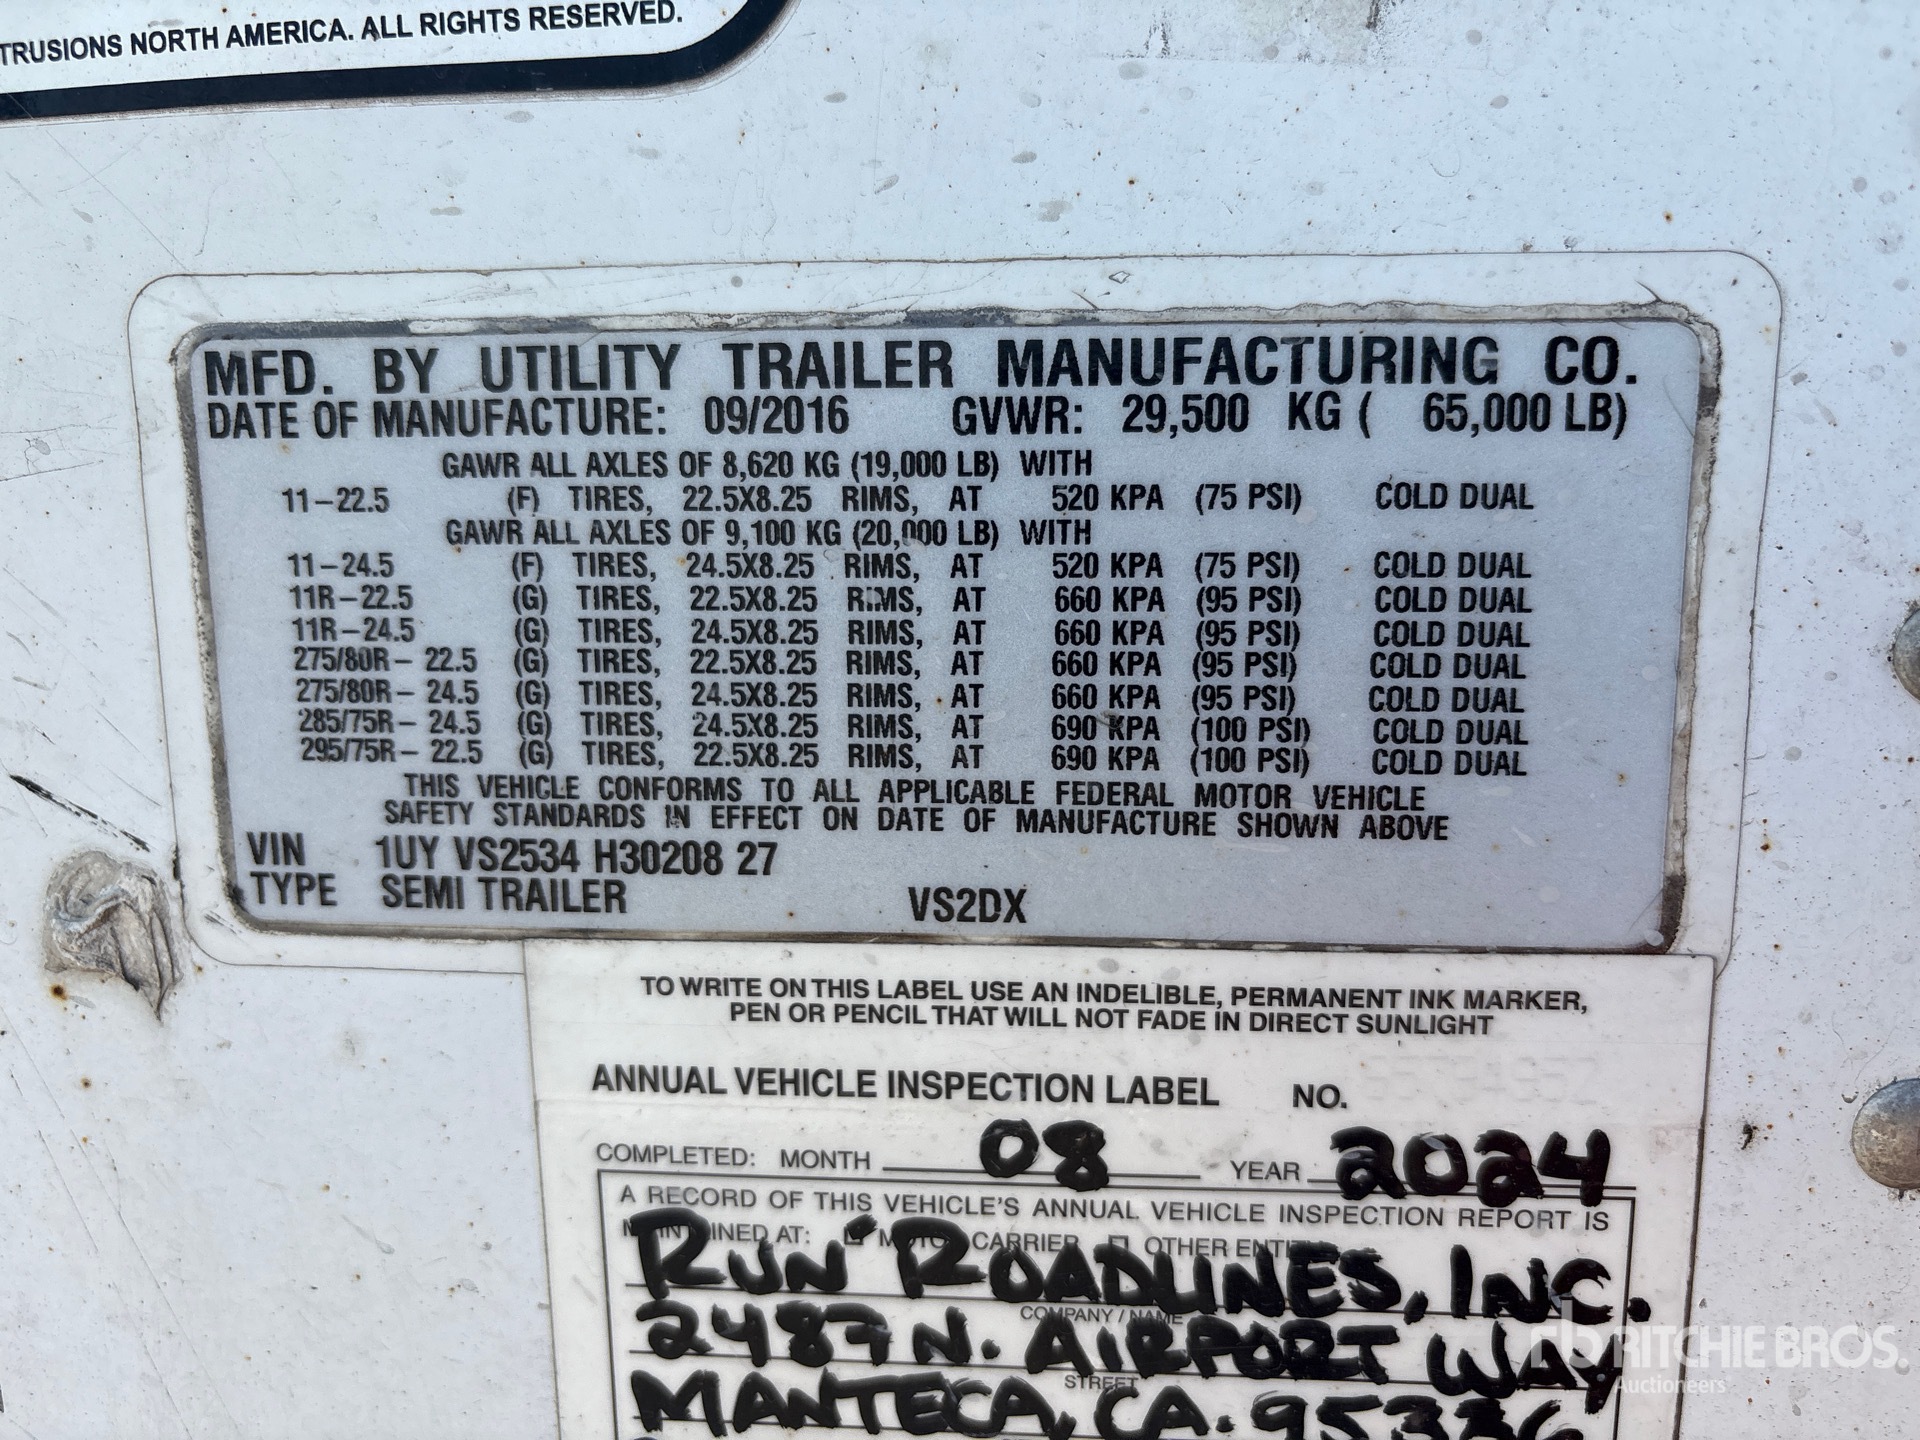 TRUSIONS NORTH AMERICA. ALL RIGHTS RESERVED.
MFD. BY UTILITY TRAILER MANUFACTURING CO.
DATE OF MANUFACTURE: 09/2016 GVWR: 29,500 KG ( 65,000 LB)
GAWR ALL AXLES OF 8,620 KG (19,000 LB) WITH
11-22.5 (F) TIRES, 22.5X8.25 RIMS, AT 520 KPA (75 PSI) COLD DUAL
GAWR ALL AXLES OF 9,100 KG (20,000 LB) WITH
11-24.5 (F) TIRES, 24.5X8.25 RIMS, AT 520 KPA (75 PSI) COLD DUAL
11R-22.5 (G) TIRES, 22.5X8.25 RIMS, AT 660 KPA (95 PSI) COLD DUAL
11R-24.5 (G) TIRES, 24.5X8.25 RIMS, AT 660 KPA (95 PSI) COLD DUAL
275/80R- 22.5 (G) TIRES, 22.5X8.25 RIMS, AT 660 KPA (95 PSI) COLD DUAL
275/80R- 24.5 (G) TIRES, 24.5X8.25 RIMS, AT 660 KPA (95 PSI) COLD DUAL
285/75R- 24.5 (G) TIRES, 24.5X8.25 RIMS, AT 690 KPA (100 PSI) COLD DUAL
295/75R- 22.5 (G) TIRES, 22.5X8.25 RIMS, AT 690 KPA (100 PSI) COLD DUAL
THIS VEHICLE CONFORMS TO ALL APPLICABLE FEDERAL MOTOR VEHICLE
SAFETY STANDARDS IN EFFECT ON DATE OF MANUFACTURE SHOWN ABOVE
VIN 1UY VS2534 H30208 27
TYPE SEMI TRAILER VS2DX
TO WRITE ON THIS LABEL USE AN INDELIBLE, PERMANENT INK MARKER,
PEN OR PENCIL THAT WILL NOT FADE IN DIRECT SUNLIGHT
ANNUAL VEHICLE INSPECTION LABEL NO.
COMPLETED: MONTH 08 YEAR 2024
A RECORD OF THIS VEHICLE'S ANNUAL VEHICLE INSPECTION REPORT IS
MAINTAINED AT: MOTOR CARRIER OTHER ENTITY
RUN ROADLINES, INC.
COMPANY / NAME
2487 N. AIRPORT WAY
STREET
MANTECA, CA. 95336
RITCHIE BROS.
Auctioneers